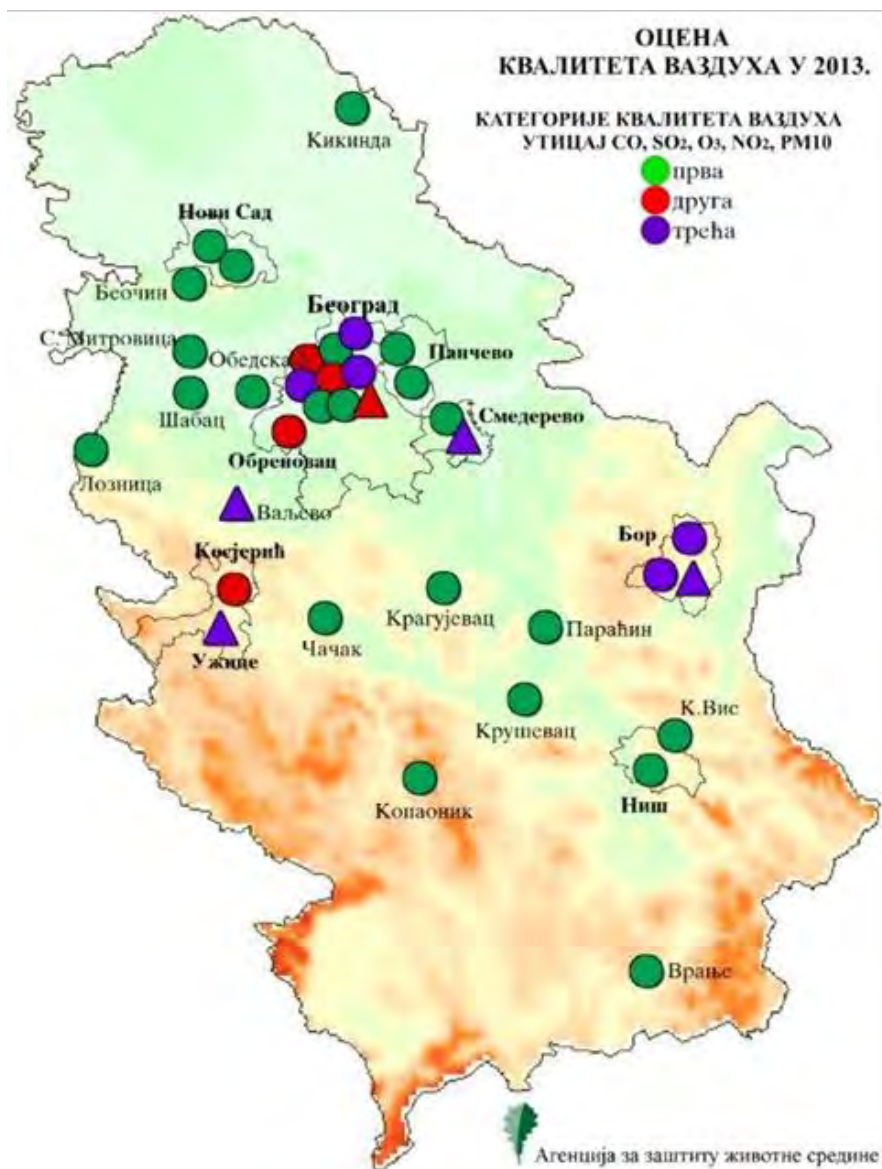 ОЦЕНА
КВАЛИТЕТА ВАЗДУХА У 2013.
КАТЕГОРИЈЕ КВАЛИТЕТА ВАЗДУХА
УТИЦАЈ CO, SO2, O3, NO2, PM10
прва
друга
трећа
Кикинда
Нови Сад
Беочин
Београд
С. Митровица
Обедска
Панчево
Шабац
Смедерево
Обреновац
Лозница
Ваљево
Бор
Косјерић
Крагујевац
Параћин
Чачак
Ужице
К.Вис
Крушевац
Копаоник
Ниш
Врање
Агенција за заштиту животне средине